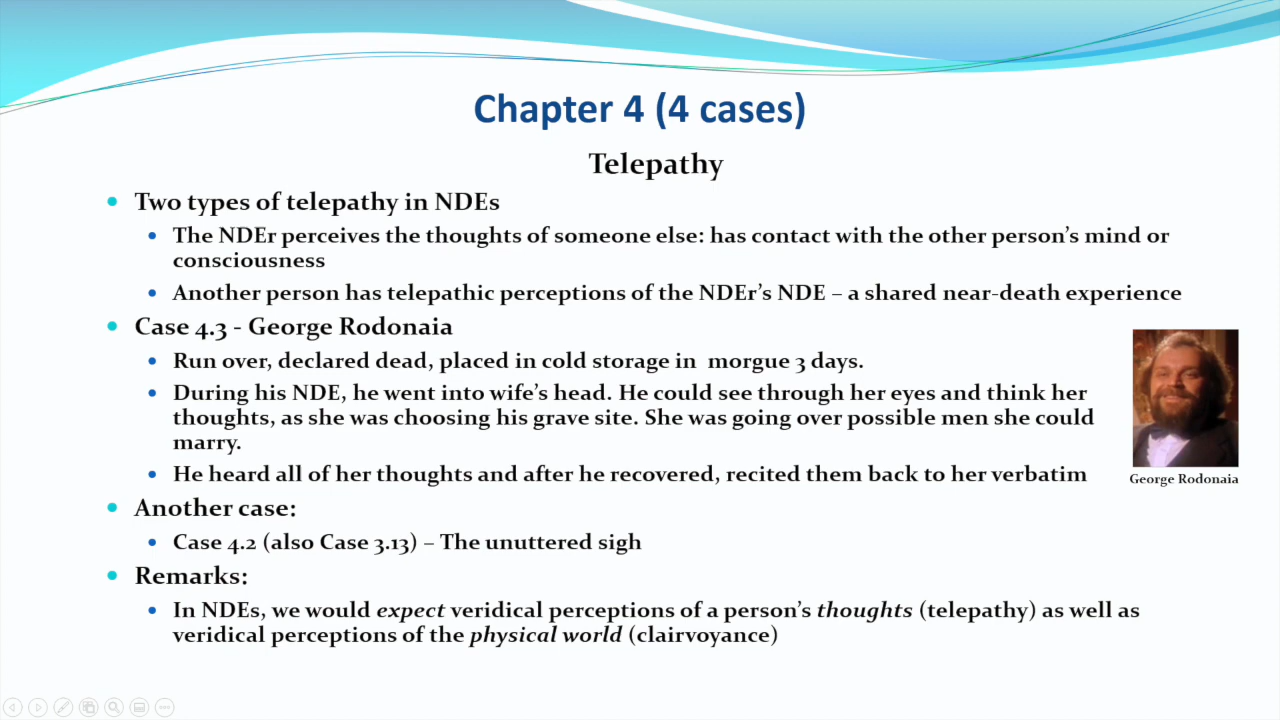 Chapter 4 (4 cases)
Telepathy
Two types of telepathy in NDEs
The NDEr perceives the thoughts of someone else: has contact with the other person's mind or
consciousness
Another person has telepathic perceptions of the NDEr's NDE – a shared near-death experience
Case 4.3 - George Rodonaia
Run over, declared dead, placed in cold storage in morgue 3 days.
During his NDE, he went into wife's head. He could see through her eyes and think her
thoughts, as she was choosing his grave site. She was going over possible men she could
marry.
He heard all of her thoughts and after he recovered, recited them back to her verbatim
George Rodonaia
Another case:
Case 4.2 (also Case 3.13) – The unuttered sigh
Remarks:
In NDEs, we would expect veridical perceptions of a person's thoughts (telepathy) as well as
veridical perceptions of the physical world (clairvoyance)